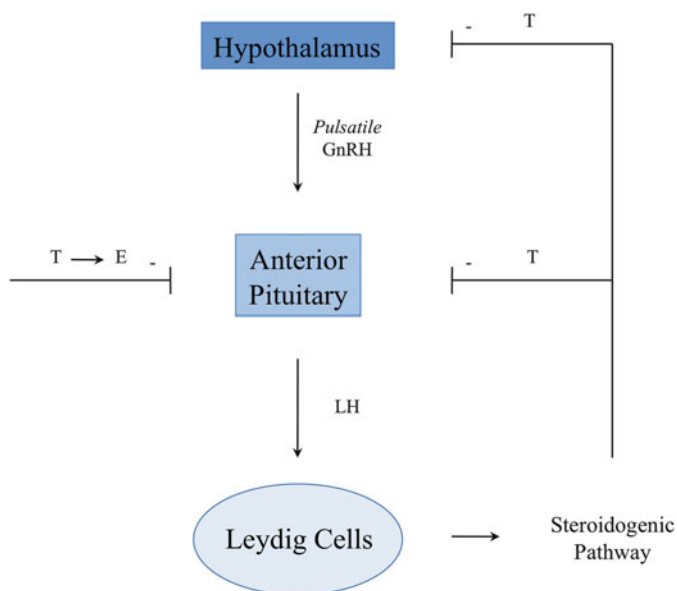 - T
Hypothalamus
Pulsatile
GnRH
T → E -
Anterior
Pituitary
- T
LH
Leydig Cells
→
Steroidogenic
Pathway